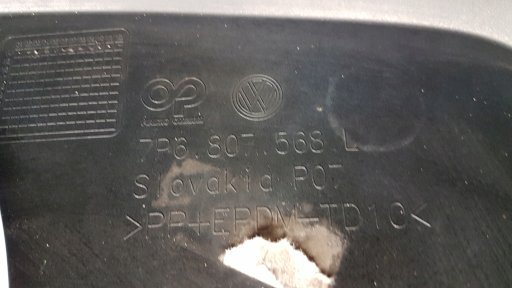 7P6.807.568 L
Slovakia P07
>PP+EPDM-TD10<